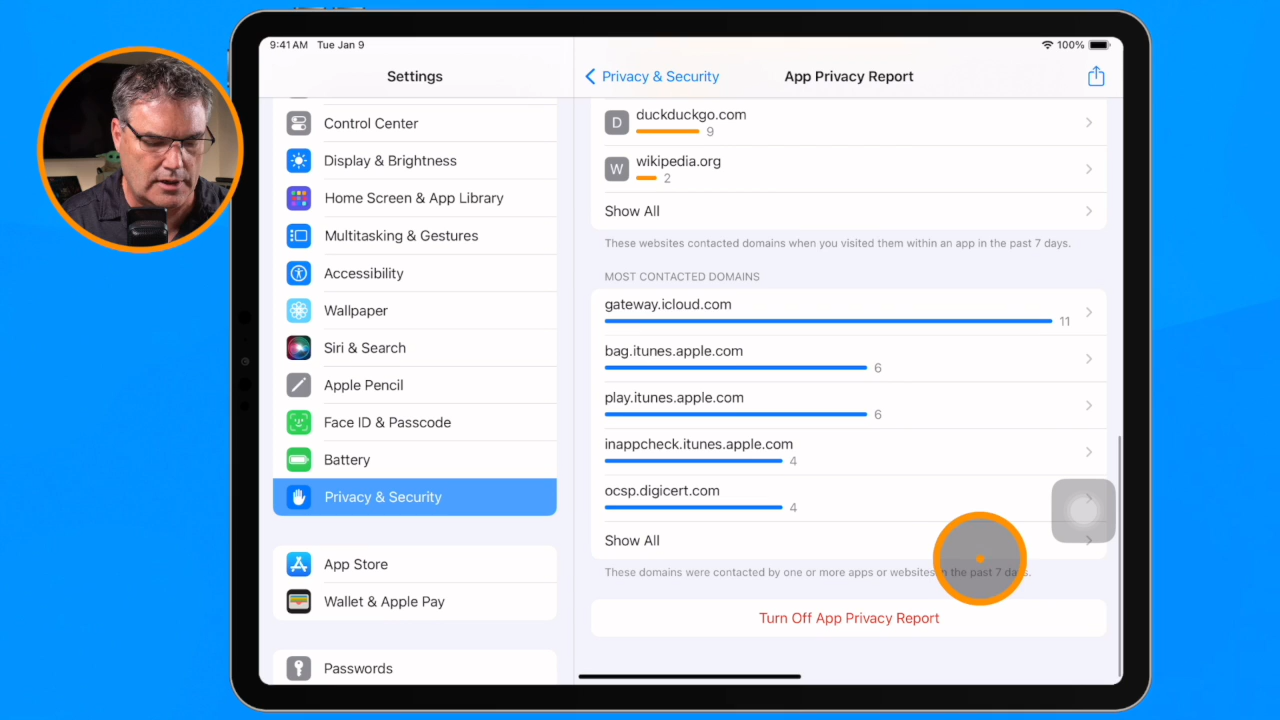 9:41 AM Tue Jan 9
100%
Settings
Privacy & Security
App Privacy Report
Control Center
Display & Brightness
Home Screen & App Library
Multitasking & Gestures
Accessibility
Wallpaper
Siri & Search
Apple Pencil
Face ID & Passcode
Battery
Privacy & Security
App Store
Wallet & Apple Pay
Passwords
D
duckduckgo.com
9
W
wikipedia.org
2
Show All
These websites contacted domains when you visited them within an app in the past 7 days.
MOST CONTACTED DOMAINS
gateway.icloud.com
11
bag.itunes.apple.com
6
play.itunes.apple.com
6
inappcheck.itunes.apple.com
4
ocsp.digicert.com
4
Show All
These domains were contacted by one or more apps or websites in the past 7 days.
Turn Off App Privacy Report